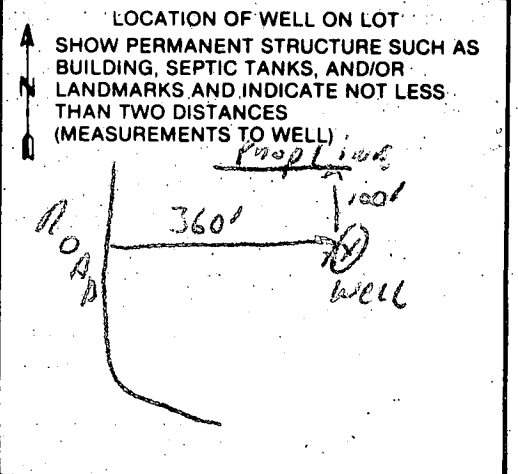 LOCATION OF WELL ON LOT
SHOW PERMANENT STRUCTURE SUCH AS
BUILDING, SEPTIC TANKS, AND/OR
LANDMARKS AND INDICATE NOT LESS
THAN TWO DISTANCES
(MEASUREMENTS TO WELL)
N
Prop Line
100'
360'
ROAD
Well